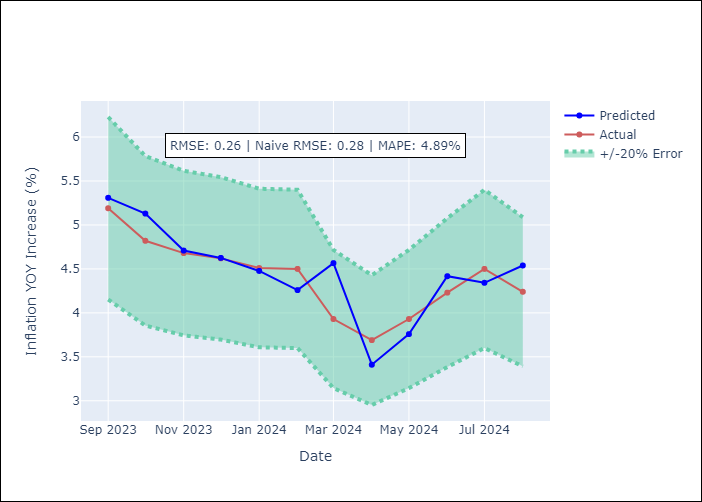 RMSE: 0.26 | Naive RMSE: 0.28 | MAPE: 4.89%
Predicted
Actual
+/-20% Error
Inflation YOY Increase (%)
6
5.5
5
4.5
4
3.5
3
Sep 2023
Nov 2023
Jan 2024
Mar 2024
May 2024
Jul 2024
Date